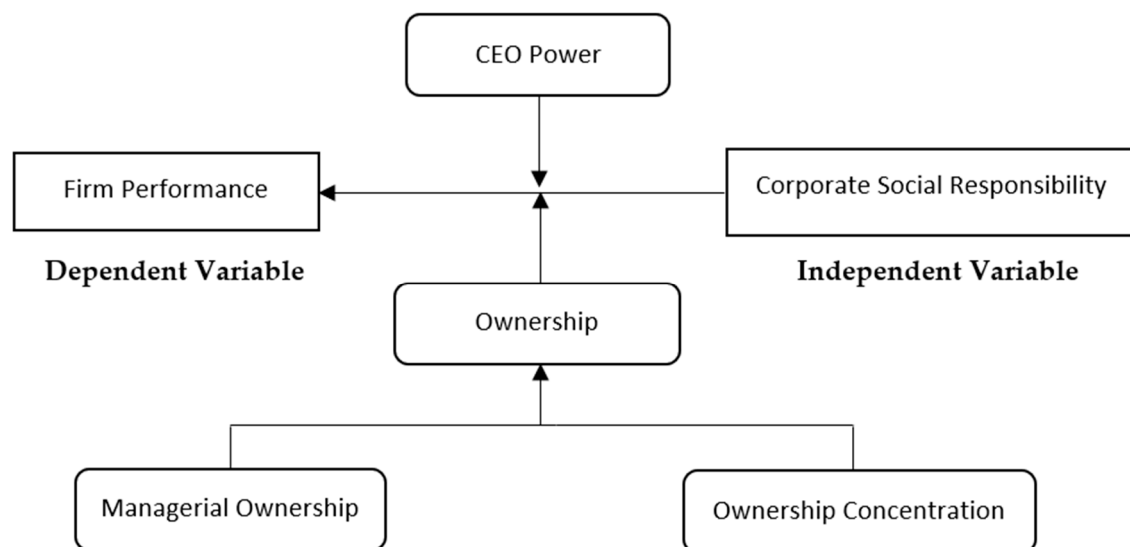 CEO Power
Firm Performance
Corporate Social Responsibility
Dependent Variable
Independent Variable
Ownership
Managerial Ownership
Ownership Concentration